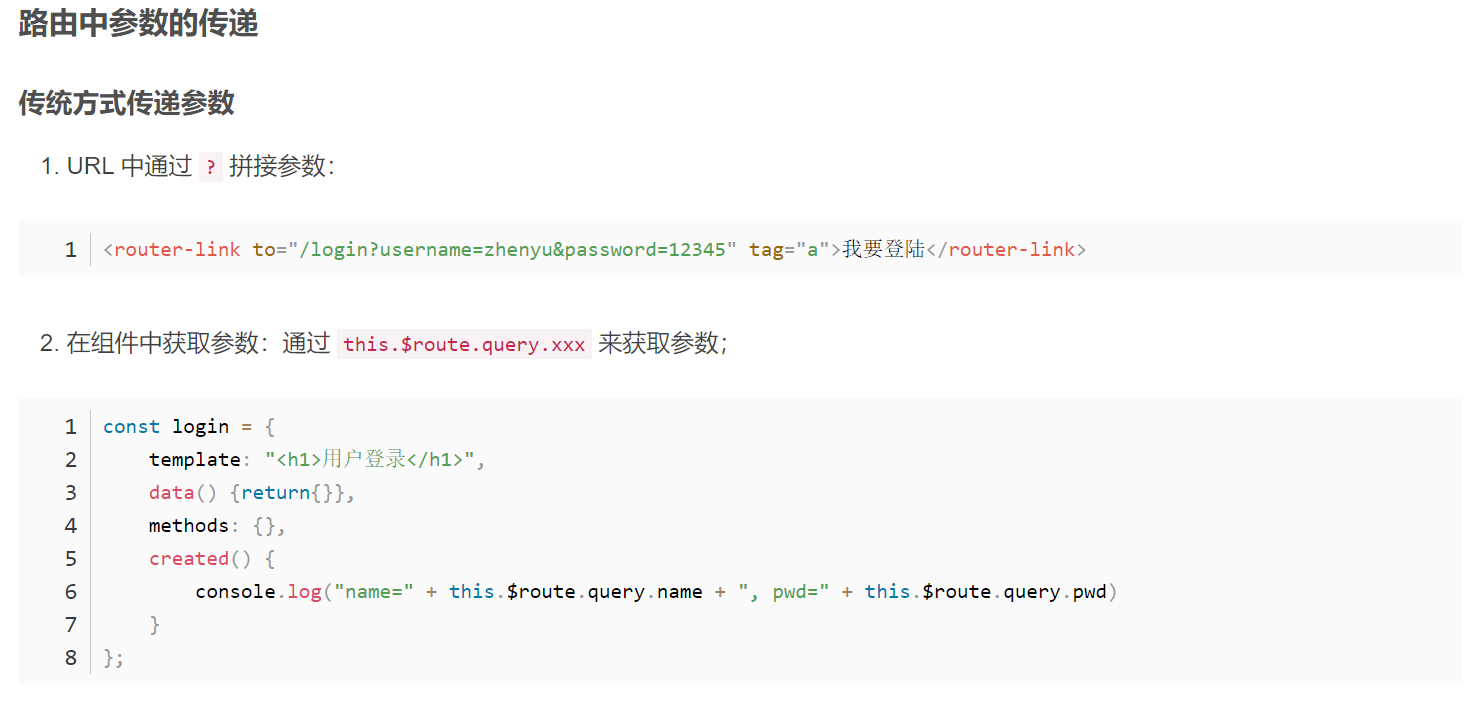 路由中参数的传递
传统方式传递参数
1. URL 中通过 ? 拼接参数：
1 <router-link to="/login?username=zhenyu&password=12345" tag="a">我要登陆</router-link>
2. 在组件中获取参数：通过 this.$route.query.xxx 来获取参数；
1 const login = {
2     template: "<h1>用户登录</h1>",
3     data() {return{}},
4     methods: {},
5     created() {
6         console.log("name=" + this.$route.query.name + ", pwd=" + this.$route.query.pwd)
7     }
8 };